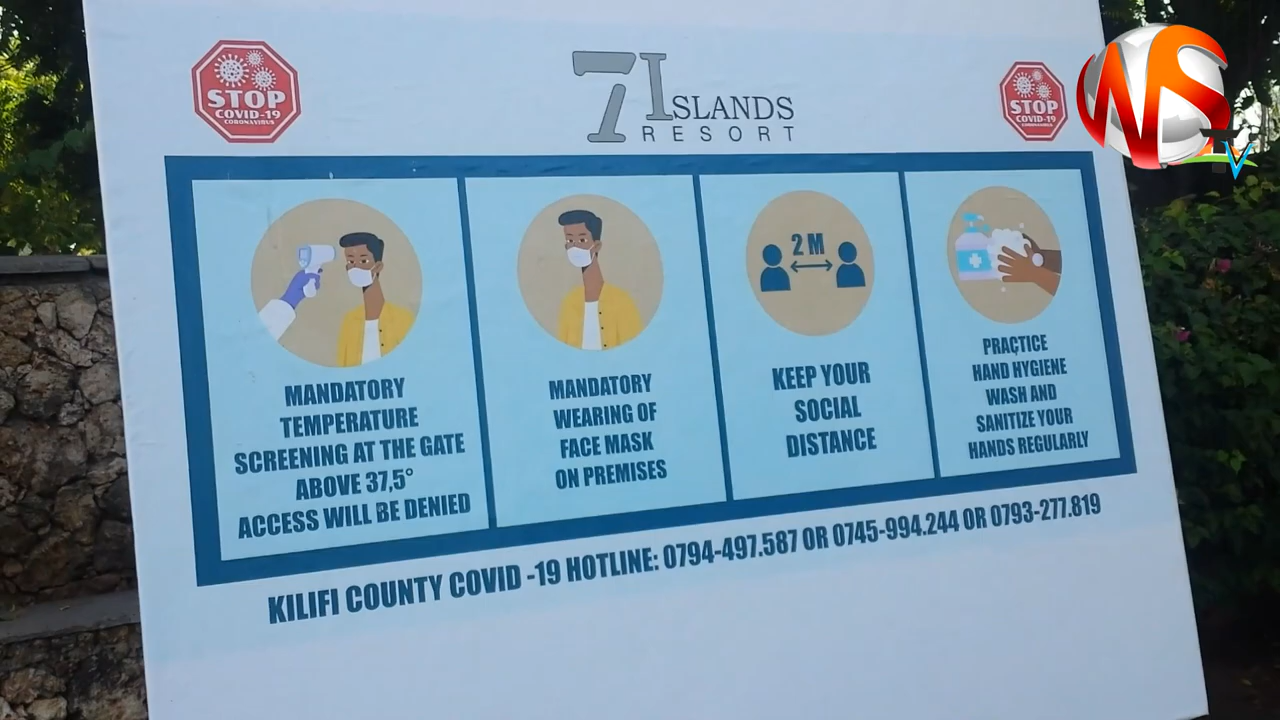 STOP
COVID-19
CORONAVIRUS
7 ISLANDS
RESORT
STOP
COVID-19
CORONAVIRUS
NS
TV
MANDATORY
TEMPERATURE
SCREENING AT THE GATE
ABOVE 37,5°
ACCESS WILL BE DENIED
MANDATORY
WEARING OF
FACE MASK
ON PREMISES
2 M
KEEP YOUR
SOCIAL
DISTANCE
PRACTICE
HAND HYGIENE
WASH AND
SANITIZE YOUR
HANDS REGULARLY
KILIFI COUNTY COVID -19 HOTLINE: 0794-497.587 OR 0745-994.244 OR 0793-277.819